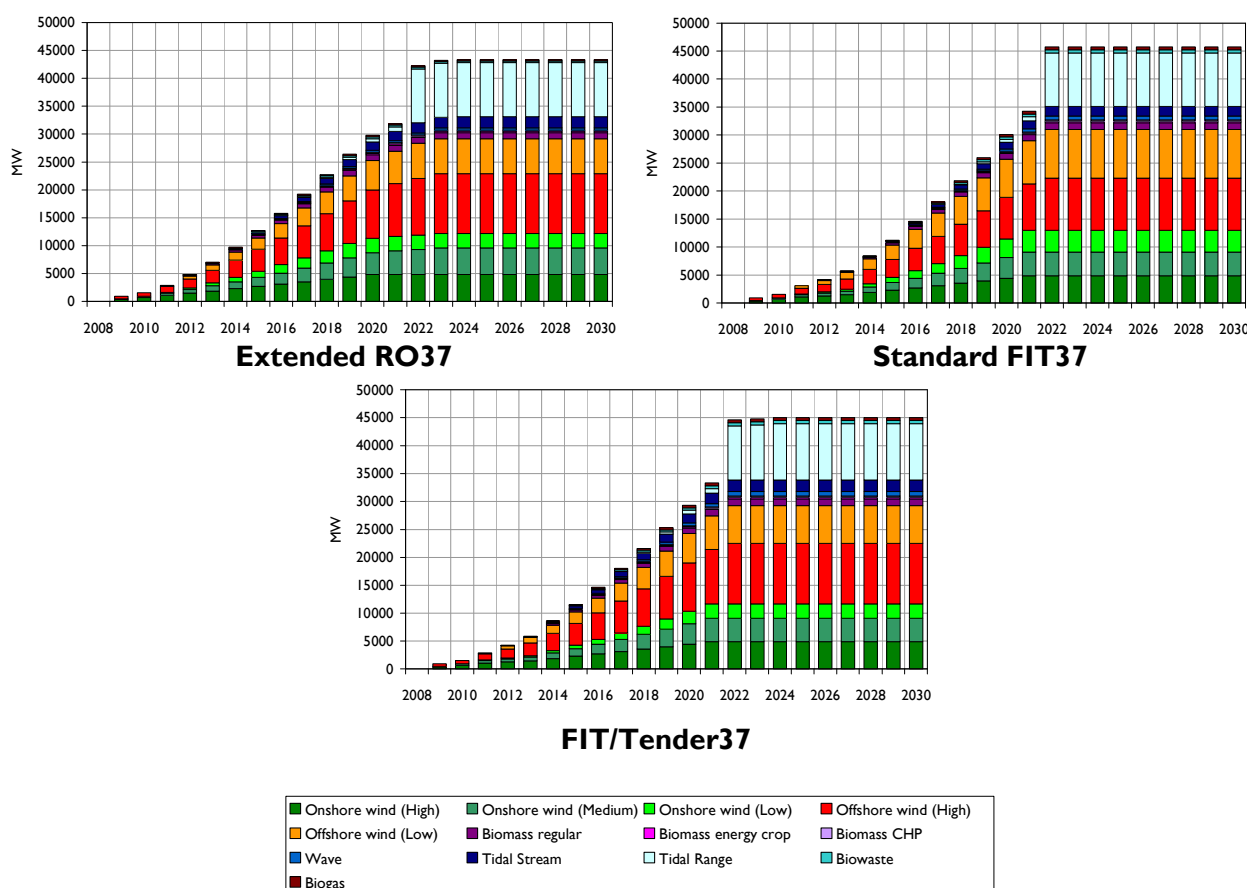 50000
45000
40000
35000
30000
25000
20000
15000
10000
5000
0
MW
2008 2010 2012 2014 2016 2018 2020 2022 2024 2026 2028 2030
Extended RO37
50000
45000
40000
35000
30000
25000
20000
15000
10000
5000
0
MW
2008 2010 2012 2014 2016 2018 2020 2022 2024 2026 2028 2030
Standard FIT37
50000
45000
40000
35000
30000
25000
20000
15000
10000
5000
0
MW
2008 2010 2012 2014 2016 2018 2020 2022 2024 2026 2028 2030
FIT/Tender37
Onshore wind (High) Onshore wind (Medium) Onshore wind (Low) Offshore wind (High)
Offshore wind (Low) Biomass regular Biomass energy crop Biomass CHP
Wave Tidal Stream Tidal Range Biowaste
Biogas